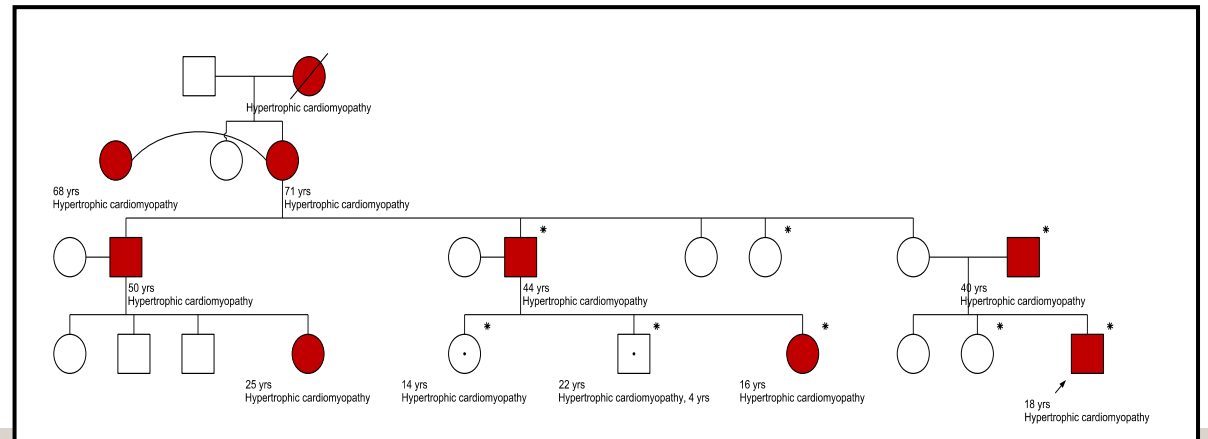 Hypertrophic cardiomyopathy
68 yrs
Hypertrophic cardiomyopathy
71 yrs
Hypertrophic cardiomyopathy
*
*
*
50 yrs
Hypertrophic cardiomyopathy
44 yrs
Hypertrophic cardiomyopathy
40 yrs
Hypertrophic cardiomyopathy
*
*
*
*
*
25 yrs
Hypertrophic cardiomyopathy
14 yrs
Hypertrophic cardiomyopathy
22 yrs
Hypertrophic cardiomyopathy, 4 yrs
16 yrs
Hypertrophic cardiomyopathy
18 yrs
Hypertrophic cardiomyopathy